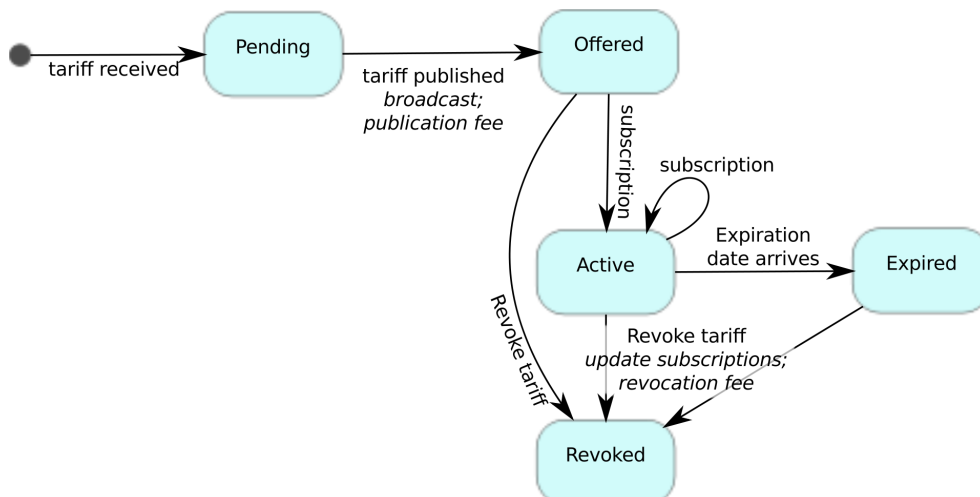 Pending
Offered
tariff received
tariff published
broadcast;
publication fee
subscription
subscription
Expiration
date arrives
Active
Expired
Revoke tariff
Revoke tariff
update subscriptions;
revocation fee
Revoked